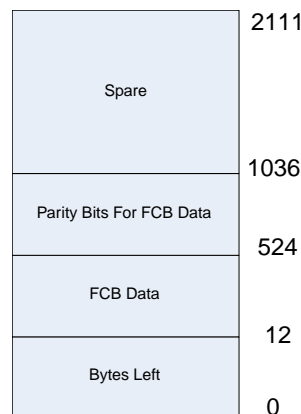 2111
Spare
1036
Parity Bits For FCB Data
524
FCB Data
12
Bytes Left
0